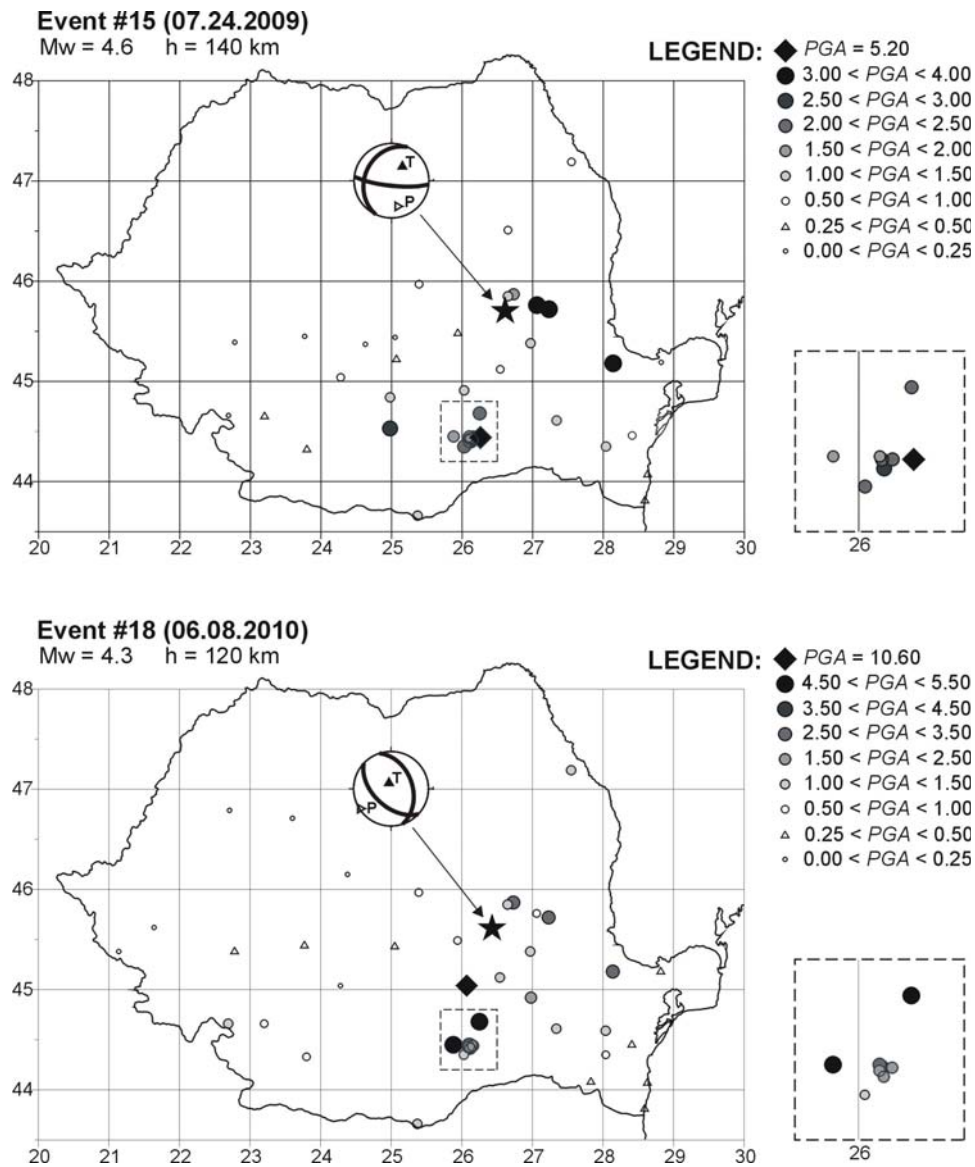 Event #15 (07.24.2009)
Mw = 4.6 h = 140 km
LEGEND:
PGA = 5.20
3.00 < PGA < 4.00
2.50 < PGA < 3.00
2.00 < PGA < 2.50
1.50 < PGA < 2.00
1.00 < PGA < 1.50
0.50 < PGA < 1.00
0.25 < PGA < 0.50
0.00 < PGA < 0.25
48
47
46
45
44
T
P
20 21 22 23 24 25 26 27 28 29 30
26
Event #18 (06.08.2010)
Mw = 4.3 h = 120 km
LEGEND:
PGA = 10.60
4.50 < PGA < 5.50
3.50 < PGA < 4.50
2.50 < PGA < 3.50
1.50 < PGA < 2.50
1.00 < PGA < 1.50
0.50 < PGA < 1.00
0.25 < PGA < 0.50
0.00 < PGA < 0.25
48
47
46
45
44
T
P
20 21 22 23 24 25 26 27 28 29 30
26